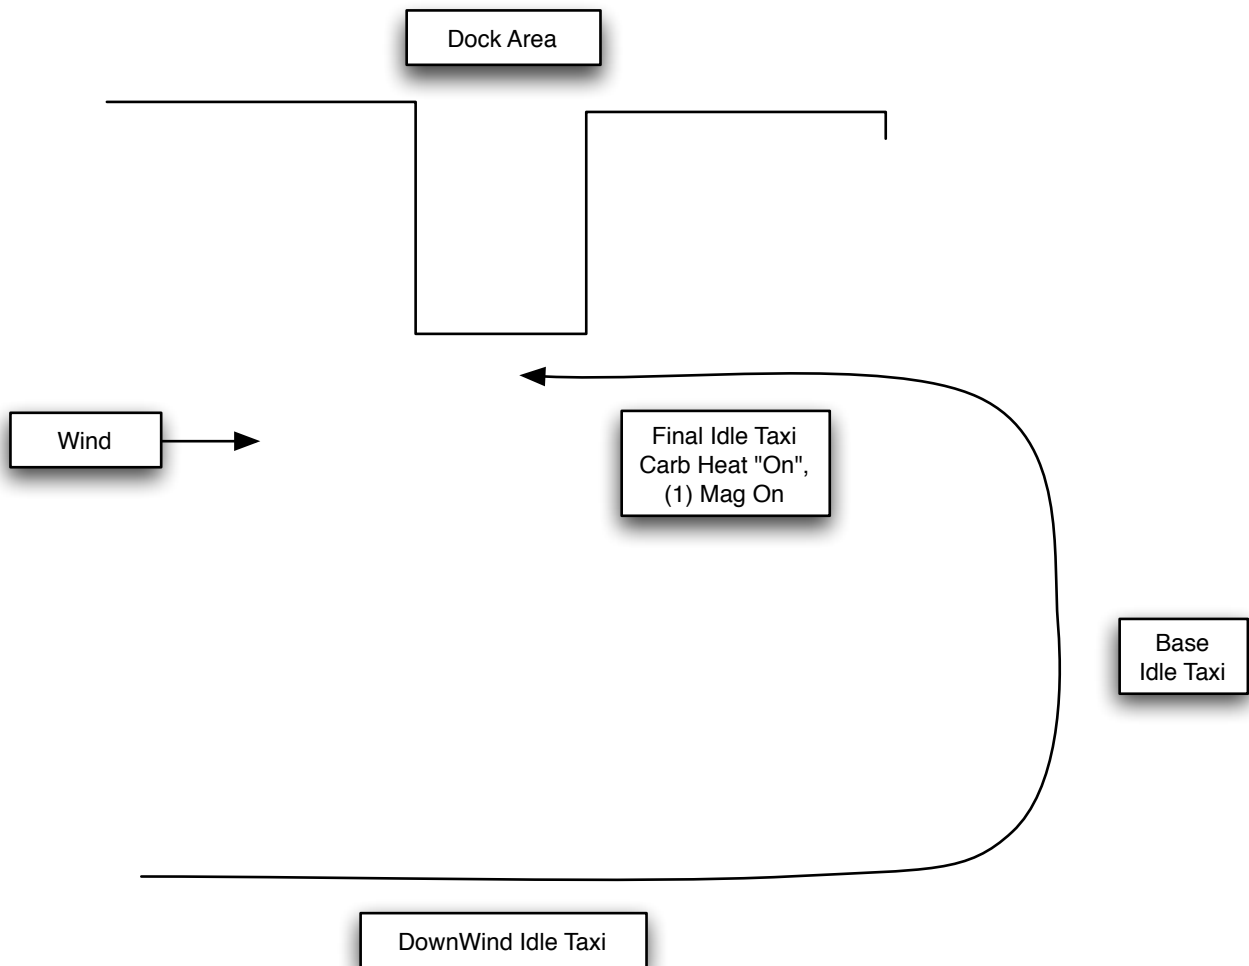 Dock Area
Wind
Final Idle Taxi
Carb Heat "On",
(1) Mag On
Base
Idle Taxi
DownWind Idle Taxi